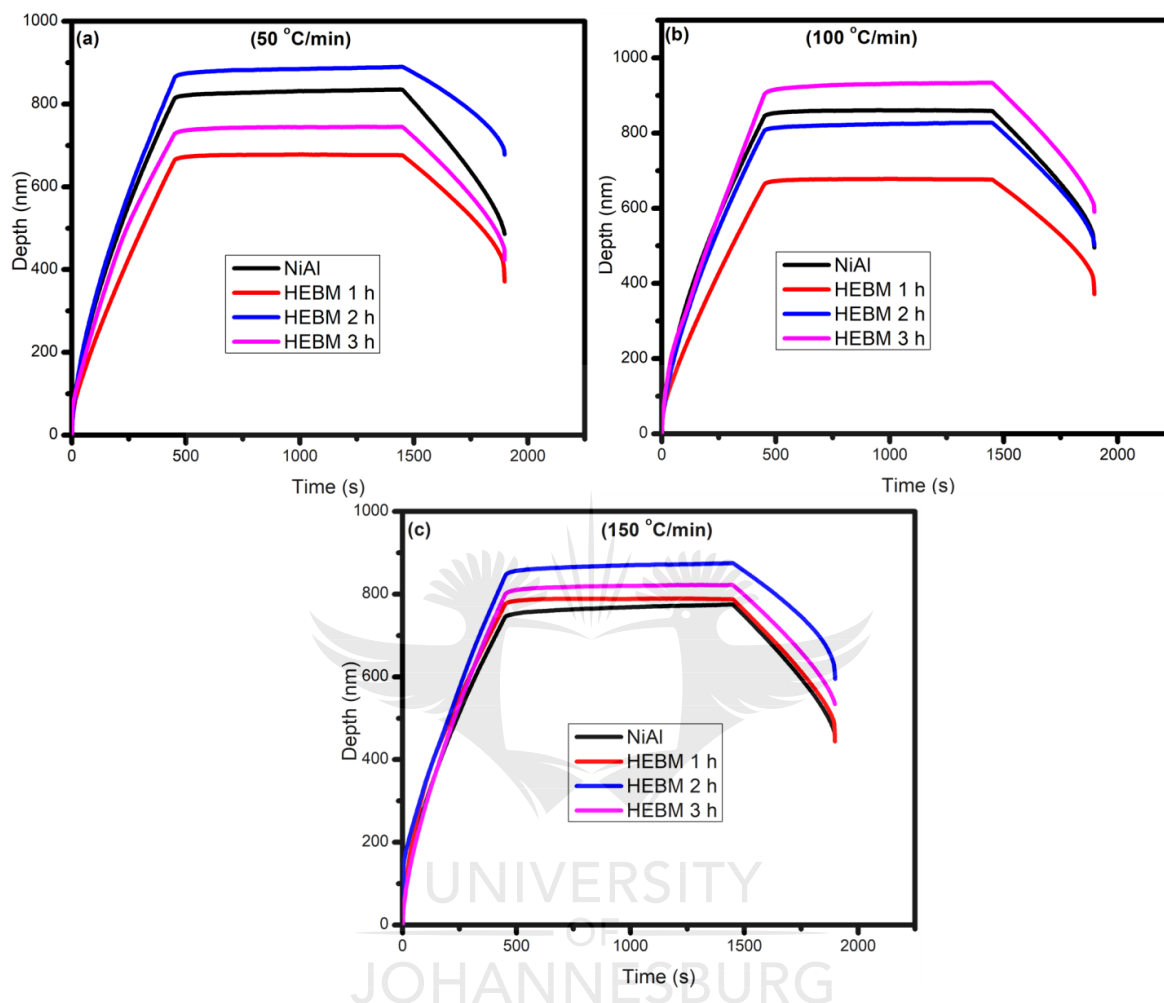 (a)
(50 °C/min)
1000
800
600
400
200
0
Depth (nm)
NiAl
HEBM 1 h
HEBM 2 h
HEBM 3 h
0 500 1000 1500 2000
Time (s)
(b)
(100 °C/min)
1000
800
600
400
200
0
Depth (nm)
NiAl
HEBM 1 h
HEBM 2 h
HEBM 3 h
0 500 1000 1500 2000
Time (s)
(c)
(150 °C/min)
1000
800
600
400
200
0
Depth (nm)
NiAl
HEBM 1 h
HEBM 2 h
HEBM 3 h
0 500 1000 1500 2000
Time (s)
UNIVERSITY
OF
JOHANNESBURG